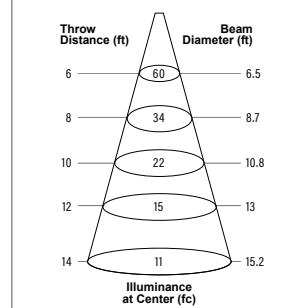 Throw
Distance (ft)
Beam
Diameter (ft)
6 60 6.5
8 34 8.7
10 22 10.8
12 15 13
14 11 15.2
Illuminance
at Center (fc)